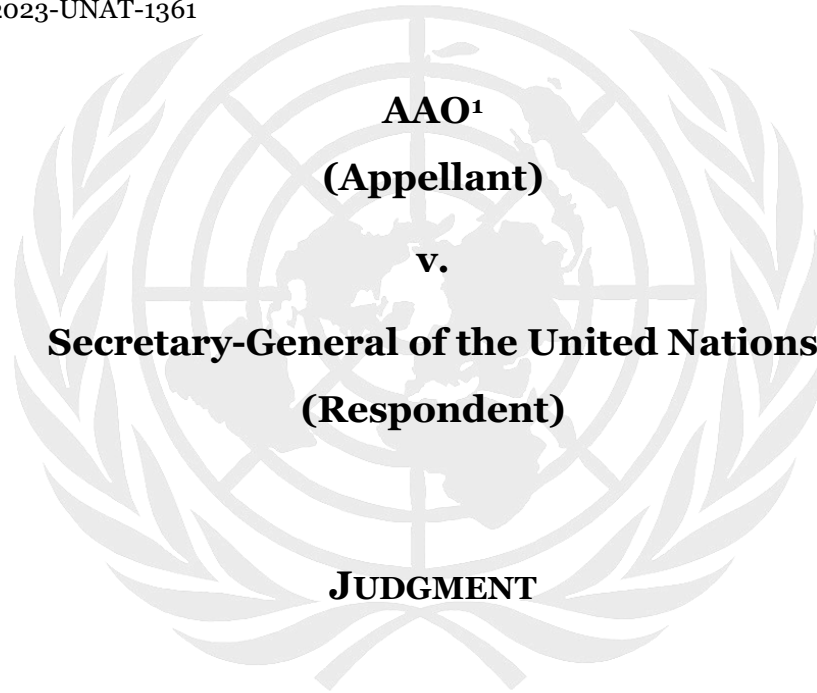 2023-UNAT-1361
AAO¹
(Appellant)
v.
Secretary-General of the United Nations
(Respondent)
JUDGMENT